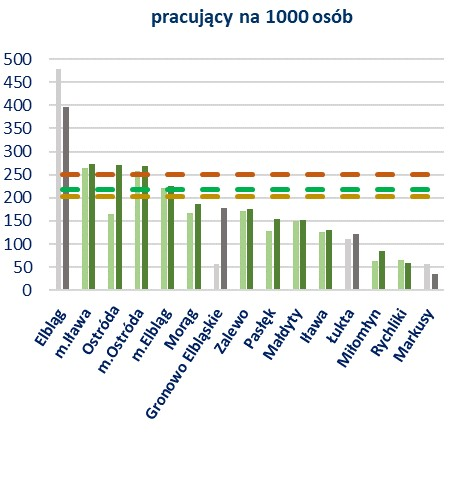 pracujący na 1000 osób
500
450
400
350
300
250
200
150
100
50
0
Elbląg
m.Iława
Ostróda
m.Ostróda
m.Elbląg
Morąg
Gronowo Elbląskie
Zalewo
Pasłęk
Małdyty
Iława
Łukta
Miłomłyn
Rychliki
Markusy